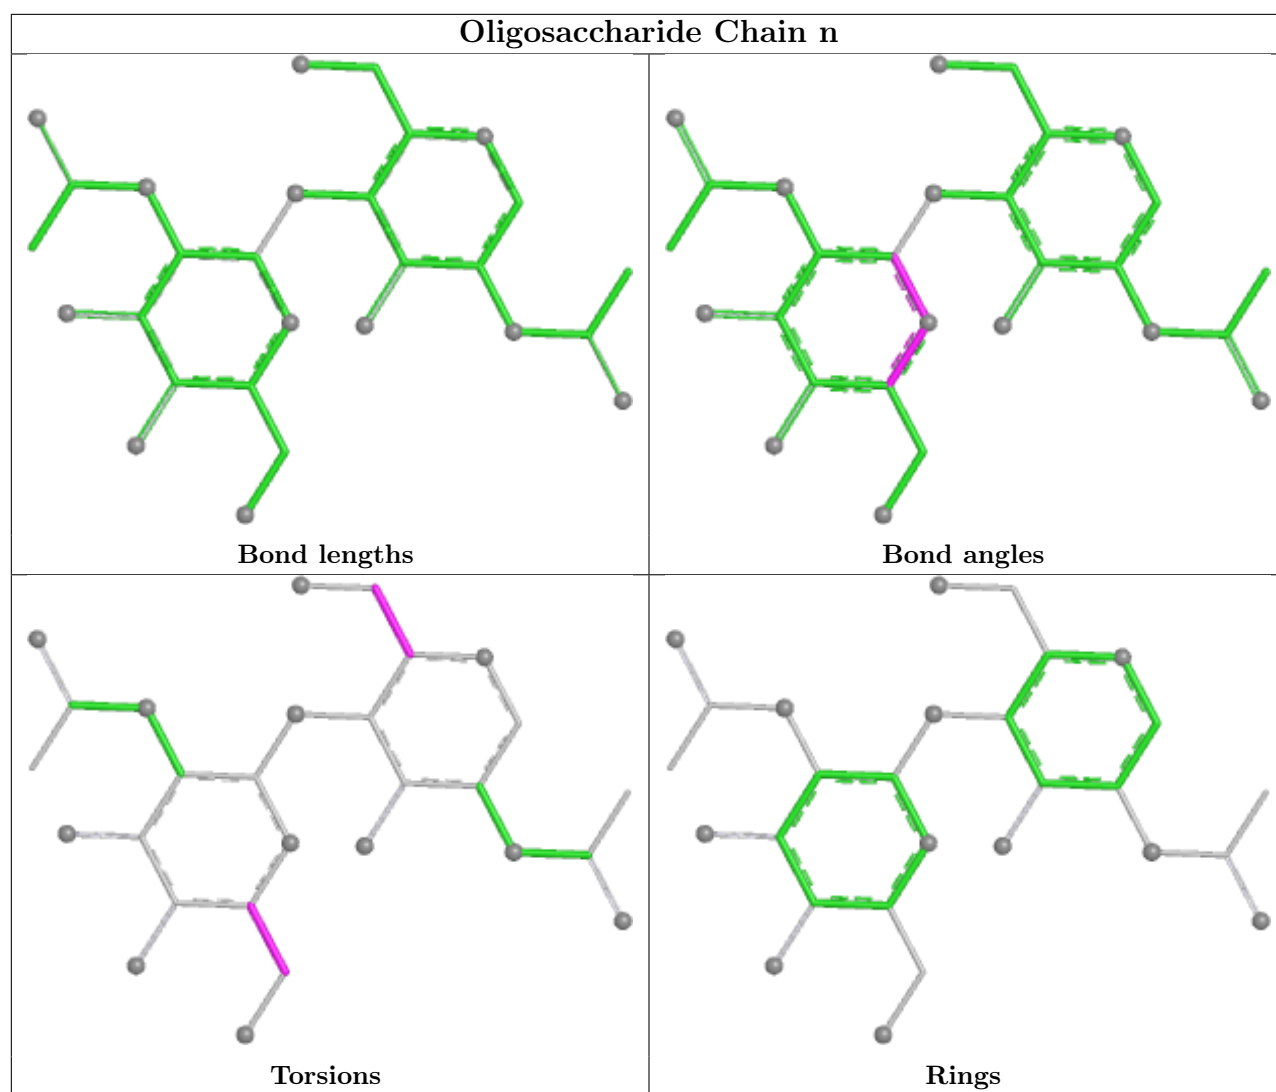 Oligosaccharide Chain n
Bond lengths
Bond angles
Torsions
Rings